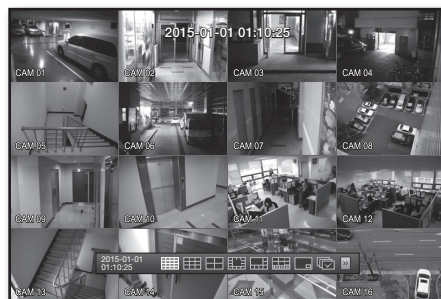 2015-01-01 01:10:25
CAM 01
CAM 02
CAM 03
CAM 04
CAM 05
CAM 06
CAM 07
CAM 08
CAM 09
CAM 10
CAM 11
CAM 12
2015-01-01
01:10:25
CAM 13
CAM 14
CAM 15
CAM 16